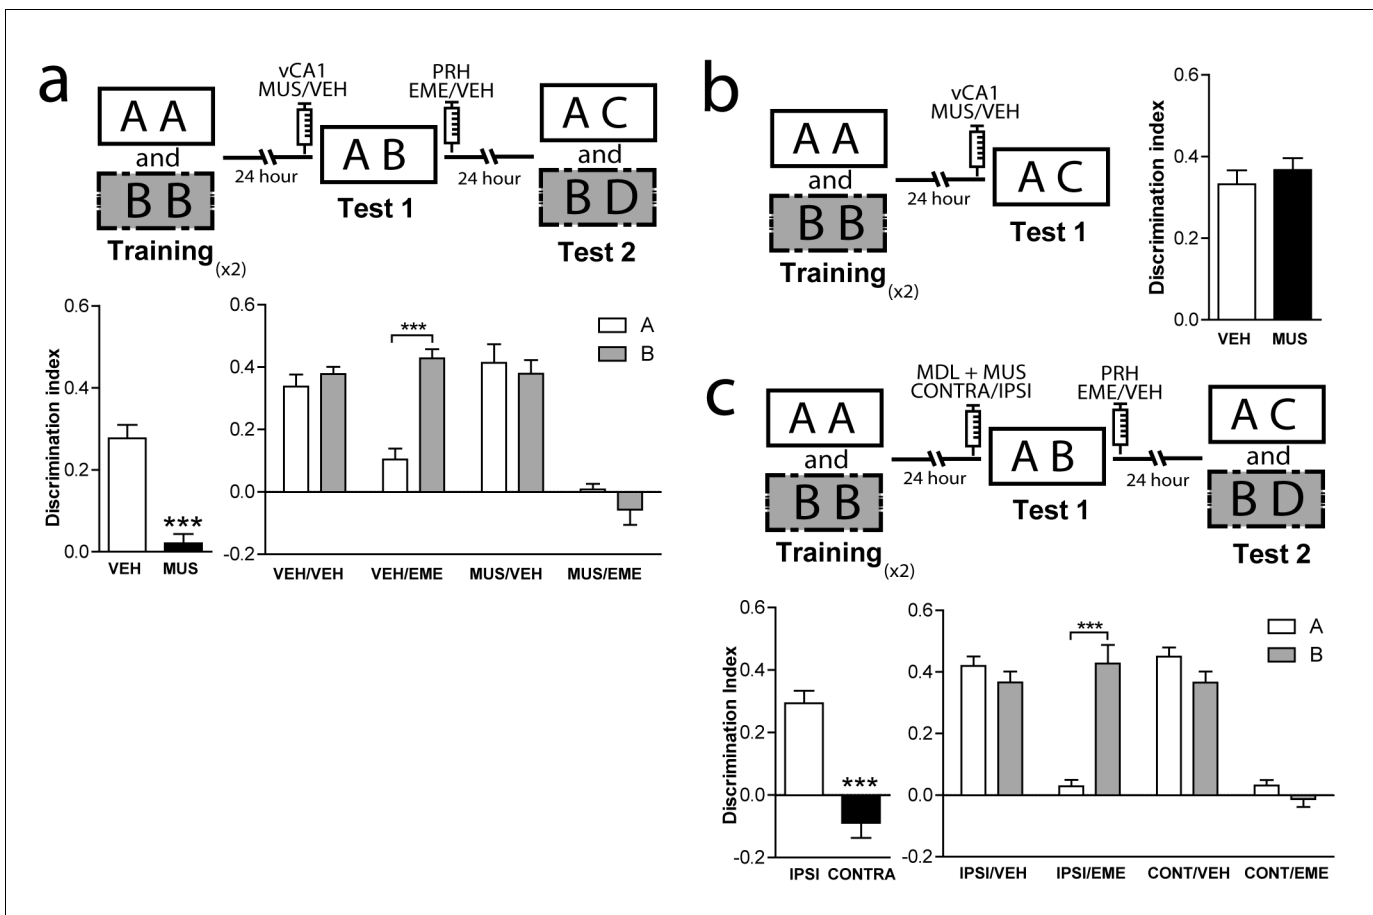 a
vCA1
MUS/VEH
PRH
EME/VEH
A A
and
B B
Training(x2)
24 hour
A B
Test 1
24 hour
A C
and
B D
Test 2
Discrimination index
0.6
0.4
0.2
0.0
VEH
MUS
***
0.6
0.4
0.2
0.0
-0.2
***
A
B
VEH/VEH
VEH/EME
MUS/VEH
MUS/EME
b
vCA1
MUS/VEH
A A
and
B B
Training(x2)
24 hour
A C
Test 1
Discrimination index
0.6
0.4
0.2
0.0
VEH
MUS
c
MDL + MUS
CONTRA/IPSI
PRH
EME/VEH
A A
and
B B
Training(x2)
24 hour
A B
Test 1
24 hour
A C
and
B D
Test 2
Discrimination Index
0.6
0.4
0.2
0.0
-0.2
***
IPSI
CONTRA
0.6
0.4
0.2
0.0
-0.2
***
A
B
IPSI/VEH
IPSI/EME
CONT/VEH
CONT/EME